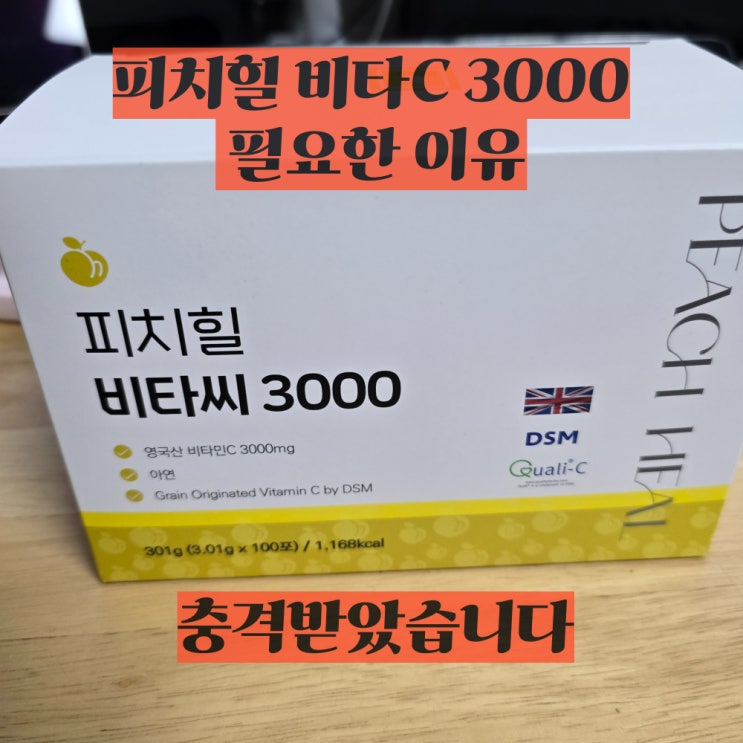 피치힐 비타C 3000
필요한 이유
PEACH HEAL
피치힐
비타씨 3000
영국산 비타민C 3000mg
아연
Grain Originated Vitamin C by DSM
DSM
Quali®-C
301g (3.01g x 100포) / 1,168kcal
충격받았습니다